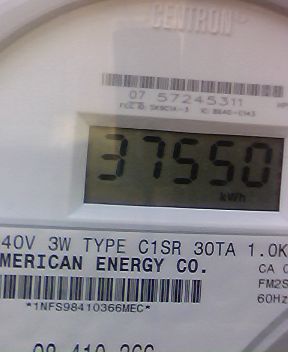 CENTRON
07 57245311
37550
kWh
40V 3W TYPE C1SR 30TA 1.0K
MERICAN ENERGY CO.
CA 0
FM2S
60Hz
*1NFS98410366MEC*